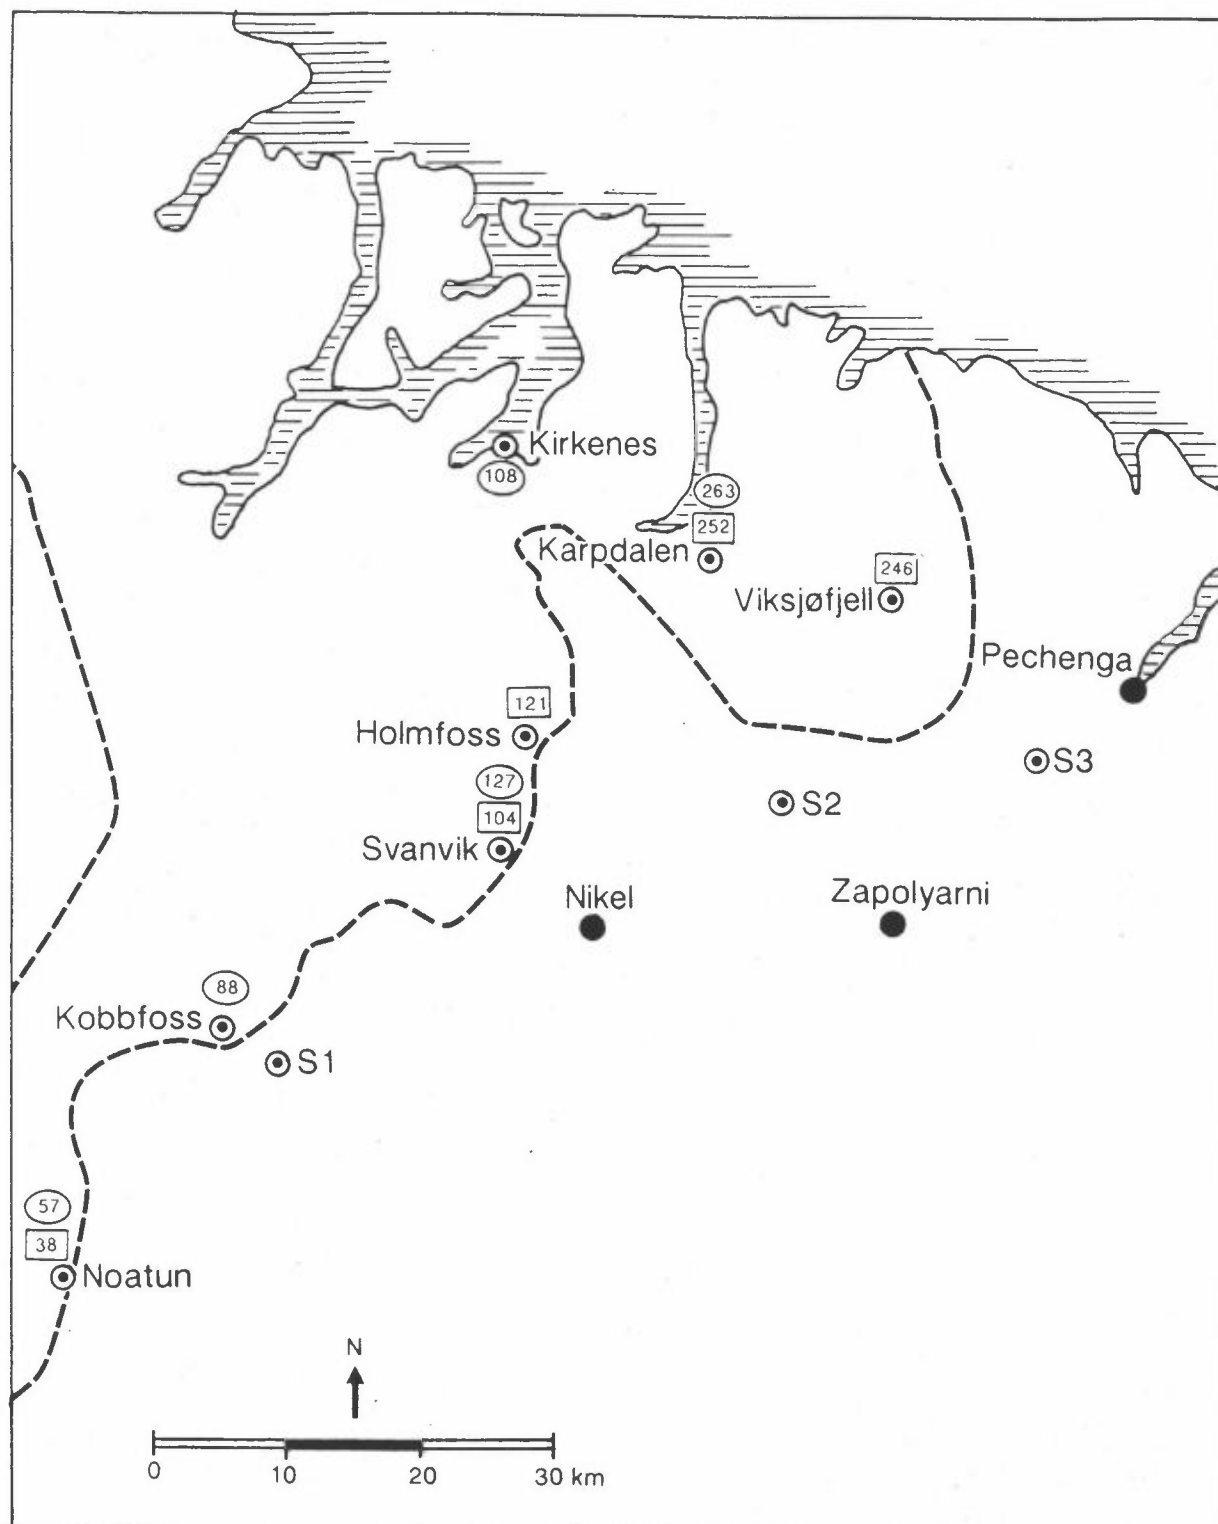 Kirkenes
108
263
252
Karpdalen
246
Viksjøfjell
Pechenga
121
Holmfoss
S3
127
104
S2
Svanvik
Nikel
Zapolyarni
88
Kobbfoss
S1
57
38
Noatun
N
0 10 20 30 km